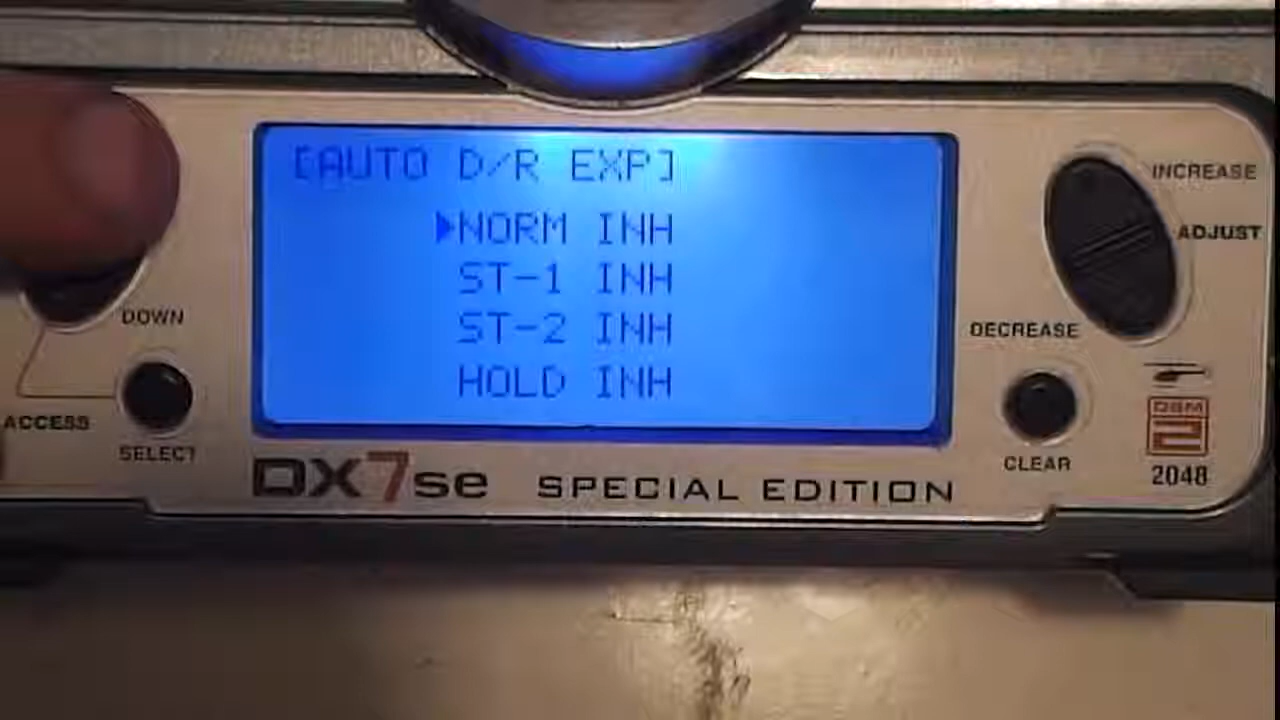 [AUTO D/R EXP]
▶NORM INH
ST-1 INH
ST-2 INH
HOLD INH
INCREASE
ADJUST
DECREASE
CLEAR
DSM
2
2048
DOWN
ACCESS
SELECT
DX7se SPECIAL EDITION